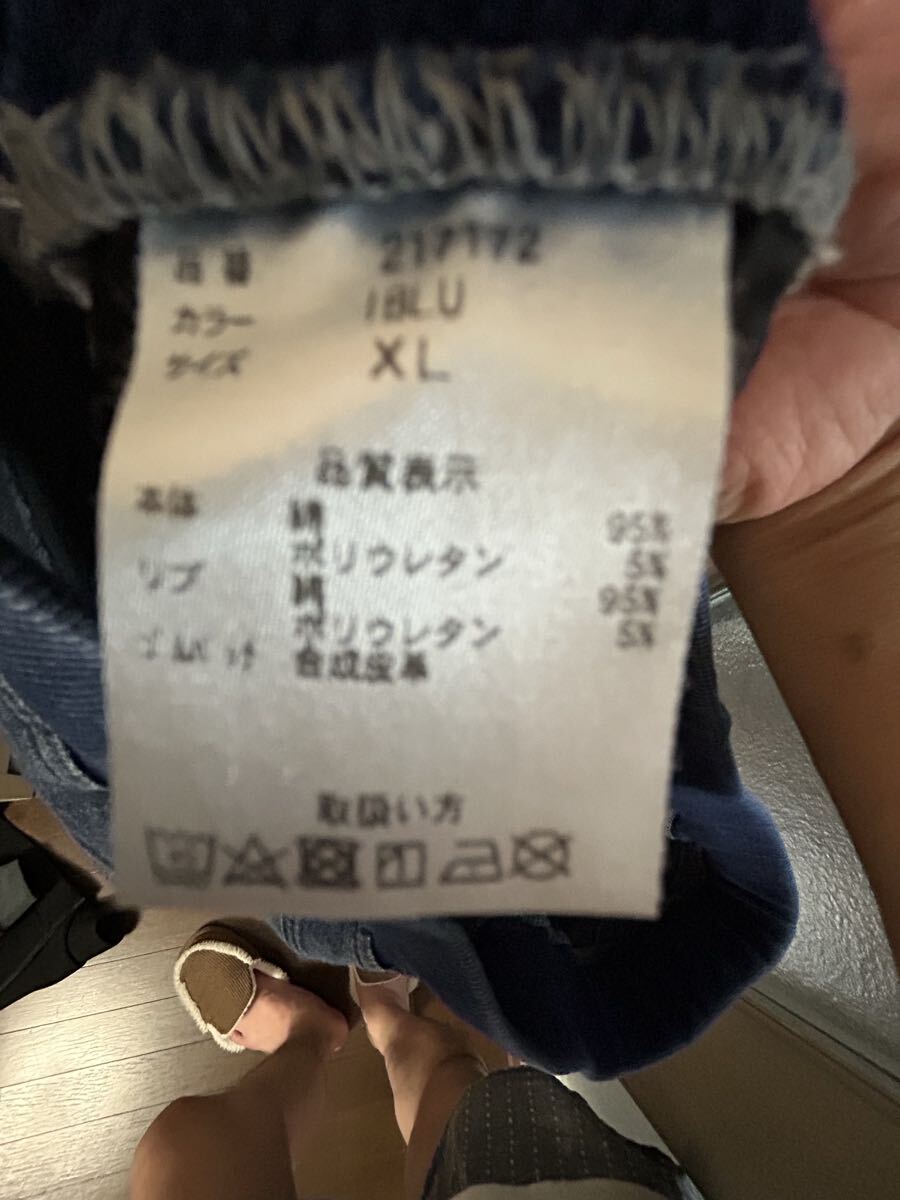 品番 217172
カラー IBLU
サイズ XL
品質表示
本体 綿 95%
ポリウレタン 5%
リブ 綿 95%
ポリウレタン 5%
合成皮革
取扱い方